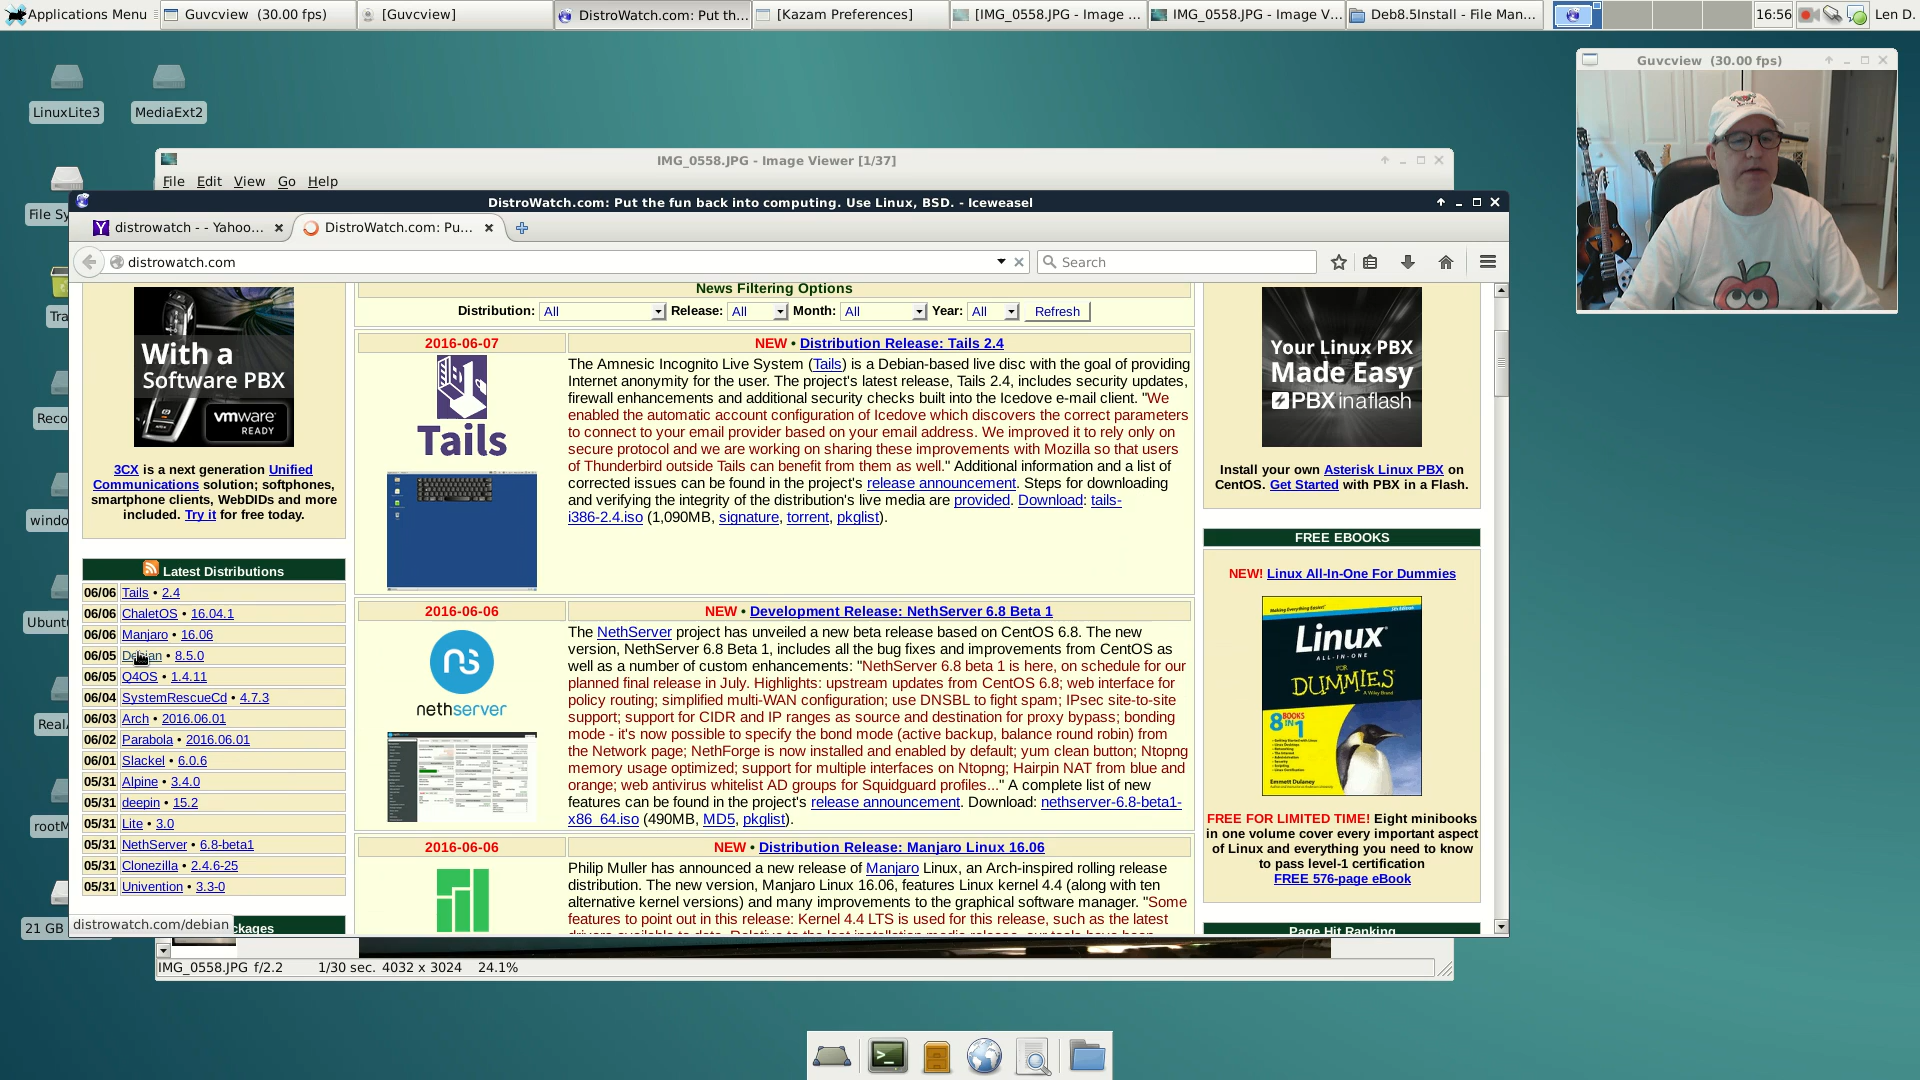 Applications Menu
Guvcview (30.00 fps)
[Guvcview]
DistroWatch.com: Put th...
[Kazam Preferences]
[IMG_0558.JPG - Image ...
IMG_0558.JPG - Image V...
Deb8.5Install - File Man...
16:56
Len D.
LinuxLite3
MediaExt2
Guvcview (30.00 fps)
IMG_0558.JPG - Image Viewer [1/37]
File Edit View Go Help
DistroWatch.com: Put the fun back into computing. Use Linux, BSD. - Iceweasel
distrowatch - - Yahoo...
DistroWatch.com: Pu...
distrowatch.com
Search
File Sy
Tra
Reco
windo
Ubunt
Real
rootM
21 GB
With a
Software PBX
vmware
READY
3CX is a next generation Unified
Communications solution; softphones,
smartphone clients, WebDIDs and more
included. Try it for free today.
Latest Distributions
06/06 Tails • 2.4
06/06 ChaletOS • 16.04.1
06/06 Manjaro • 16.06
06/05 Debian • 8.5.0
06/05 Q4OS • 1.4.11
06/04 SystemRescueCd • 4.7.3
06/03 Arch • 2016.06.01
06/02 Parabola • 2016.06.01
06/01 Slackel • 6.0.6
05/31 Alpine • 3.4.0
05/31 deepin • 15.2
05/31 Lite • 3.0
05/31 NethServer • 6.8-beta1
05/31 Clonezilla • 2.4.6-25
05/31 Univention • 3.3-0
distrowatch.com/debian
ckages
News Filtering Options
Distribution: All Release: All Month: All Year: All Refresh
2016-06-07
NEW • Distribution Release: Tails 2.4
Tails
The Amnesic Incognito Live System (Tails) is a Debian-based live disc with the goal of providing
Internet anonymity for the user. The project's latest release, Tails 2.4, includes security updates,
firewall enhancements and additional security checks built into the Icedove e-mail client. "We
enabled the automatic account configuration of Icedove which discovers the correct parameters
to connect to your email provider based on your email address. We improved it to rely only on
secure protocol and we are working on sharing these improvements with Mozilla so that users
of Thunderbird outside Tails can benefit from them as well." Additional information and a list of
corrected issues can be found in the project's release announcement. Steps for downloading
and verifying the integrity of the distribution's live media are provided. Download: tails-
i386-2.4.iso (1,090MB, signature, torrent, pkglist).
2016-06-06
NEW • Development Release: NethServer 6.8 Beta 1
ns
nethserver
The NethServer project has unveiled a new beta release based on CentOS 6.8. The new
version, NethServer 6.8 Beta 1, includes all the bug fixes and improvements from CentOS as
well as a number of custom enhancements: "NethServer 6.8 beta 1 is here, on schedule for our
planned final release in July. Highlights: upstream updates from CentOS 6.8; web interface for
policy routing; simplified multi-WAN configuration; use DNSBL to fight spam; IPsec site-to-site
support; support for CIDR and IP ranges as source and destination for proxy bypass; bonding
mode - it's now possible to specify the bond mode (active backup, balance round robin) from
the Network page; NethForge is now installed and enabled by default; yum clean button; Ntopng
memory usage optimized; support for multiple interfaces on Ntopng; Hairpin NAT from blue and
orange; web antivirus whitelist AD groups for Squidguard profiles..." A complete list of new
features can be found in the project's release announcement. Download: nethserver-6.8-beta1-
x86_64.iso (490MB, MD5, pkglist).
2016-06-06
NEW • Distribution Release: Manjaro Linux 16.06
Philip Muller has announced a new release of Manjaro Linux, an Arch-inspired rolling release
distribution. The new version, Manjaro Linux 16.06, features Linux kernel 4.4 (along with ten
alternative kernel versions) and many improvements to the graphical software manager. "Some
features to point out in this release: Kernel 4.4 LTS is used for this release, such as the latest
Your Linux PBX
Made Easy
PBXinaflash
Install your own Asterisk Linux PBX on
CentOS. Get Started with PBX in a Flash.
FREE EBOOKS
NEW! Linux All-In-One For Dummies
Making Everything Easier!
Linux
ALL-IN-ONE
FOR
DUMMIES
8 BOOKS
IN 1
Emmett Dulaney
FREE FOR LIMITED TIME! Eight minibooks
in one volume cover every important aspect
of Linux and everything you need to know
to pass level-1 certification
FREE 576-page eBook
Page Hit Ranking
IMG_0558.JPG f/2.2 1/30 sec. 4032 x 3024 24.1%